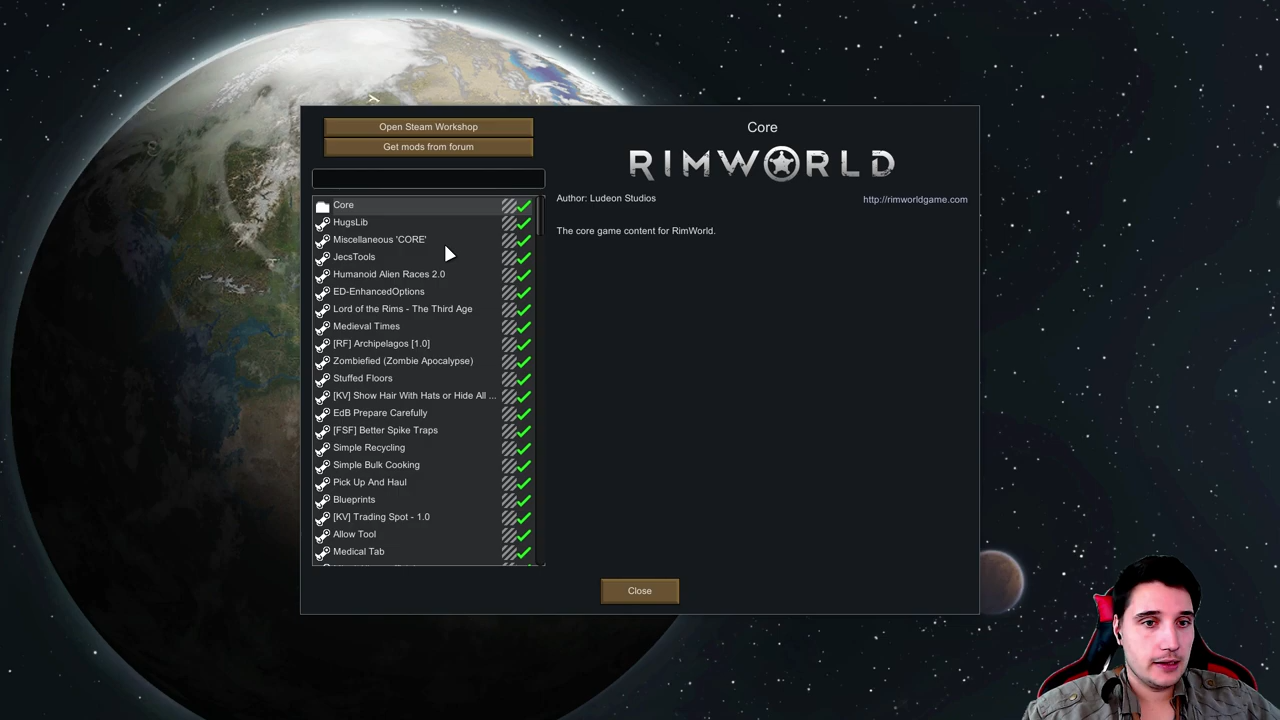 Open Steam Workshop
Get mods from forum
Core
HugsLib
Miscellaneous 'CORE'
JecsTools
Humanoid Alien Races 2.0
ED-EnhancedOptions
Lord of the Rims - The Third Age
Medieval Times
[RF] Archipelagos [1.0]
Zombiefied (Zombie Apocalypse)
Stuffed Floors
[KV] Show Hair With Hats or Hide All ...
EdB Prepare Carefully
[FSF] Better Spike Traps
Simple Recycling
Simple Bulk Cooking
Pick Up And Haul
Blueprints
[KV] Trading Spot - 1.0
Allow Tool
Medical Tab
Core
RIMWORLD
Author: Ludeon Studios
http://rimworldgame.com
The core game content for RimWorld.
Close